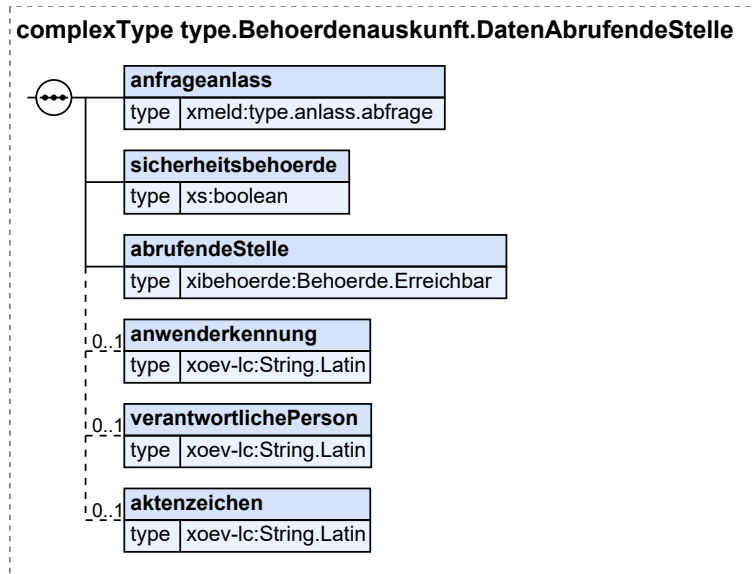 complexType type.Behoerdenauskunft.DatenAbrufendeStelle
anfrageanlass
type xmeld:type.anlass.abfrage
sicherheitsbehoerde
type xs:boolean
abrufendeStelle
type xibehoerde:Behoerde.Erreichbar
0..1 anwenderkennung
type xoev-lc:String.Latin
0..1 verantwortlichePerson
type xoev-lc:String.Latin
0..1 aktenzeichen
type xoev-lc:String.Latin